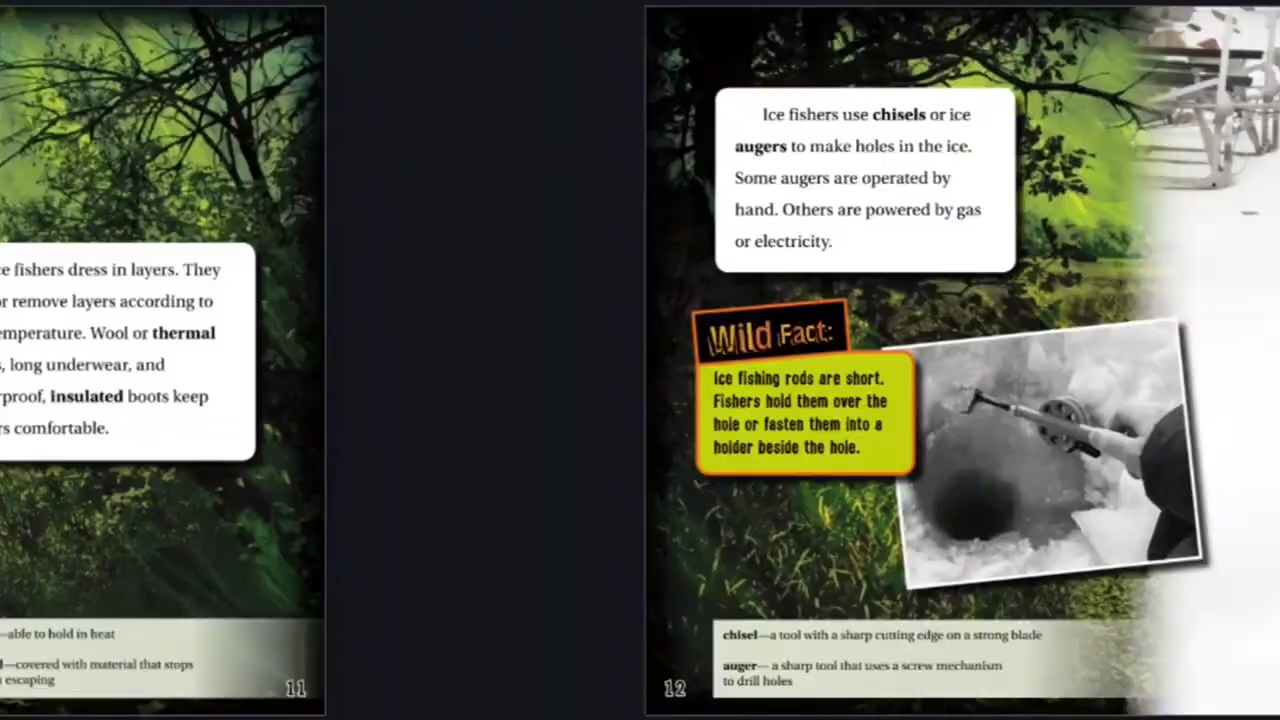 fishers dress in layers. They
remove layers according to
Wool or thermal
long underwear, and
insulated boots keep
comfortable.
—able to hold in heat
—covered with material that stops
escaping
11
Ice fishers use chisels or ice
augers to make holes in the ice.
Some augers are operated by
hand. Others are powered by gas
or electricity.
Wild Fact:
Ice fishing rods are short.
Fishers hold them over the
hole or fasten them into a
holder beside the hole.
chisel—a tool with a sharp cutting edge on a strong blade
auger— a sharp tool that uses a screw mechanism
to drill holes
12